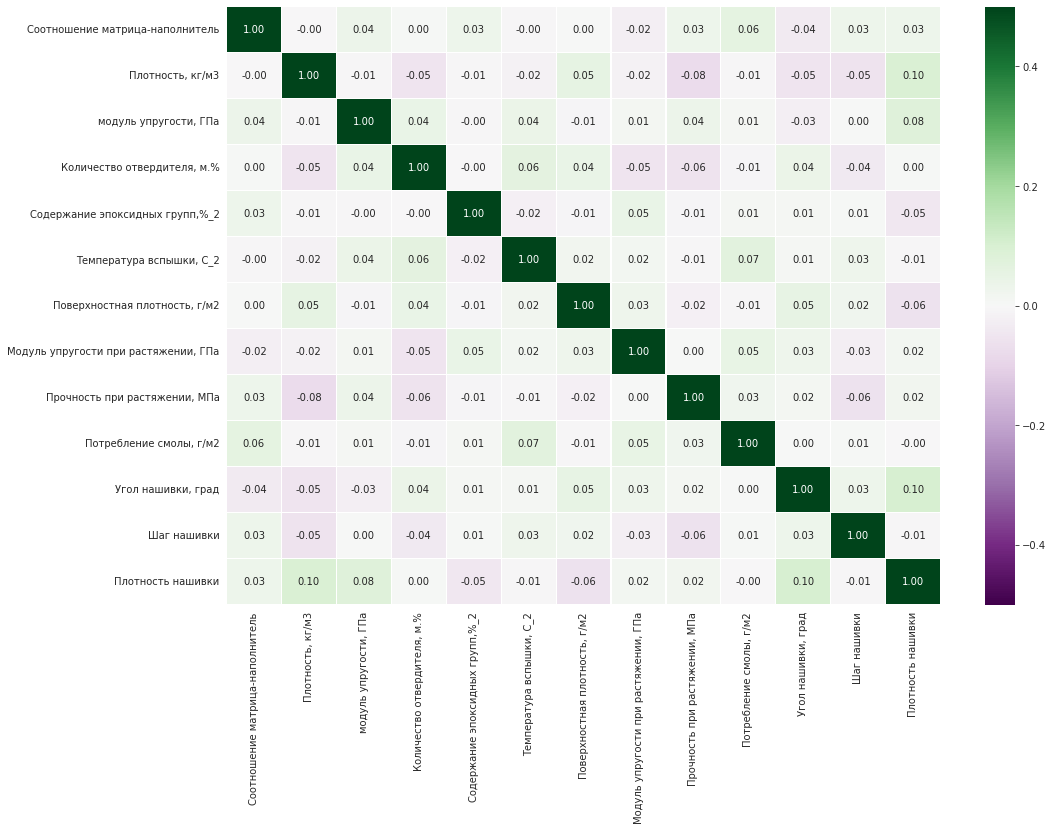 Соотношение матрица-наполнитель 1.00 -0.00 0.04 0.00 0.03 -0.00 0.00 -0.02 0.03 0.06 -0.04 0.03 0.03
Плотность, кг/м3 -0.00 1.00 -0.01 -0.05 -0.01 -0.02 0.05 -0.02 -0.08 -0.01 -0.05 -0.05 0.10
модуль упругости, ГПа 0.04 -0.01 1.00 0.04 -0.00 0.04 -0.01 0.01 0.04 0.01 -0.03 0.00 0.08
Количество отвердителя, м.% 0.00 -0.05 0.04 1.00 -0.00 0.06 0.04 -0.05 -0.06 -0.01 0.04 -0.04 0.00
Содержание эпоксидных групп,%_2 0.03 -0.01 -0.00 -0.00 1.00 -0.02 -0.01 0.05 -0.01 0.01 0.01 0.01 -0.05
Температура вспышки, С_2 -0.00 -0.02 0.04 0.06 -0.02 1.00 0.02 0.02 -0.01 0.07 0.01 0.03 -0.01
Поверхностная плотность, г/м2 0.00 0.05 -0.01 0.04 -0.01 0.02 1.00 0.03 -0.02 -0.01 0.05 0.02 -0.06
Модуль упругости при растяжении, ГПа -0.02 -0.02 0.01 -0.05 0.05 0.02 0.03 1.00 0.00 0.05 0.03 -0.03 0.02
Прочность при растяжении, МПа 0.03 -0.08 0.04 -0.06 -0.01 -0.01 -0.02 0.00 1.00 0.03 0.02 -0.06 0.02
Потребление смолы, г/м2 0.06 -0.01 0.01 -0.01 0.01 0.07 -0.01 0.05 0.03 1.00 0.00 0.01 -0.00
Угол нашивки, град -0.04 -0.05 -0.03 0.04 0.01 0.01 0.05 0.03 0.02 0.00 1.00 0.03 0.10
Шаг нашивки 0.03 -0.05 0.00 -0.04 0.01 0.03 0.02 -0.03 -0.06 0.01 0.03 1.00 -0.01
Плотность нашивки 0.03 0.10 0.08 0.00 -0.05 -0.01 -0.06 0.02 0.02 -0.00 0.10 -0.01 1.00
Соотношение матрица-наполнитель
Плотность, кг/м3
модуль упругости, ГПа
Количество отвердителя, м.%
Содержание эпоксидных групп,%_2
Температура вспышки, С_2
Поверхностная плотность, г/м2
Модуль упругости при растяжении, ГПа
Прочность при растяжении, МПа
Потребление смолы, г/м2
Угол нашивки, град
Шаг нашивки
Плотность нашивки
0.4
0.2
0.0
−0.2
−0.4